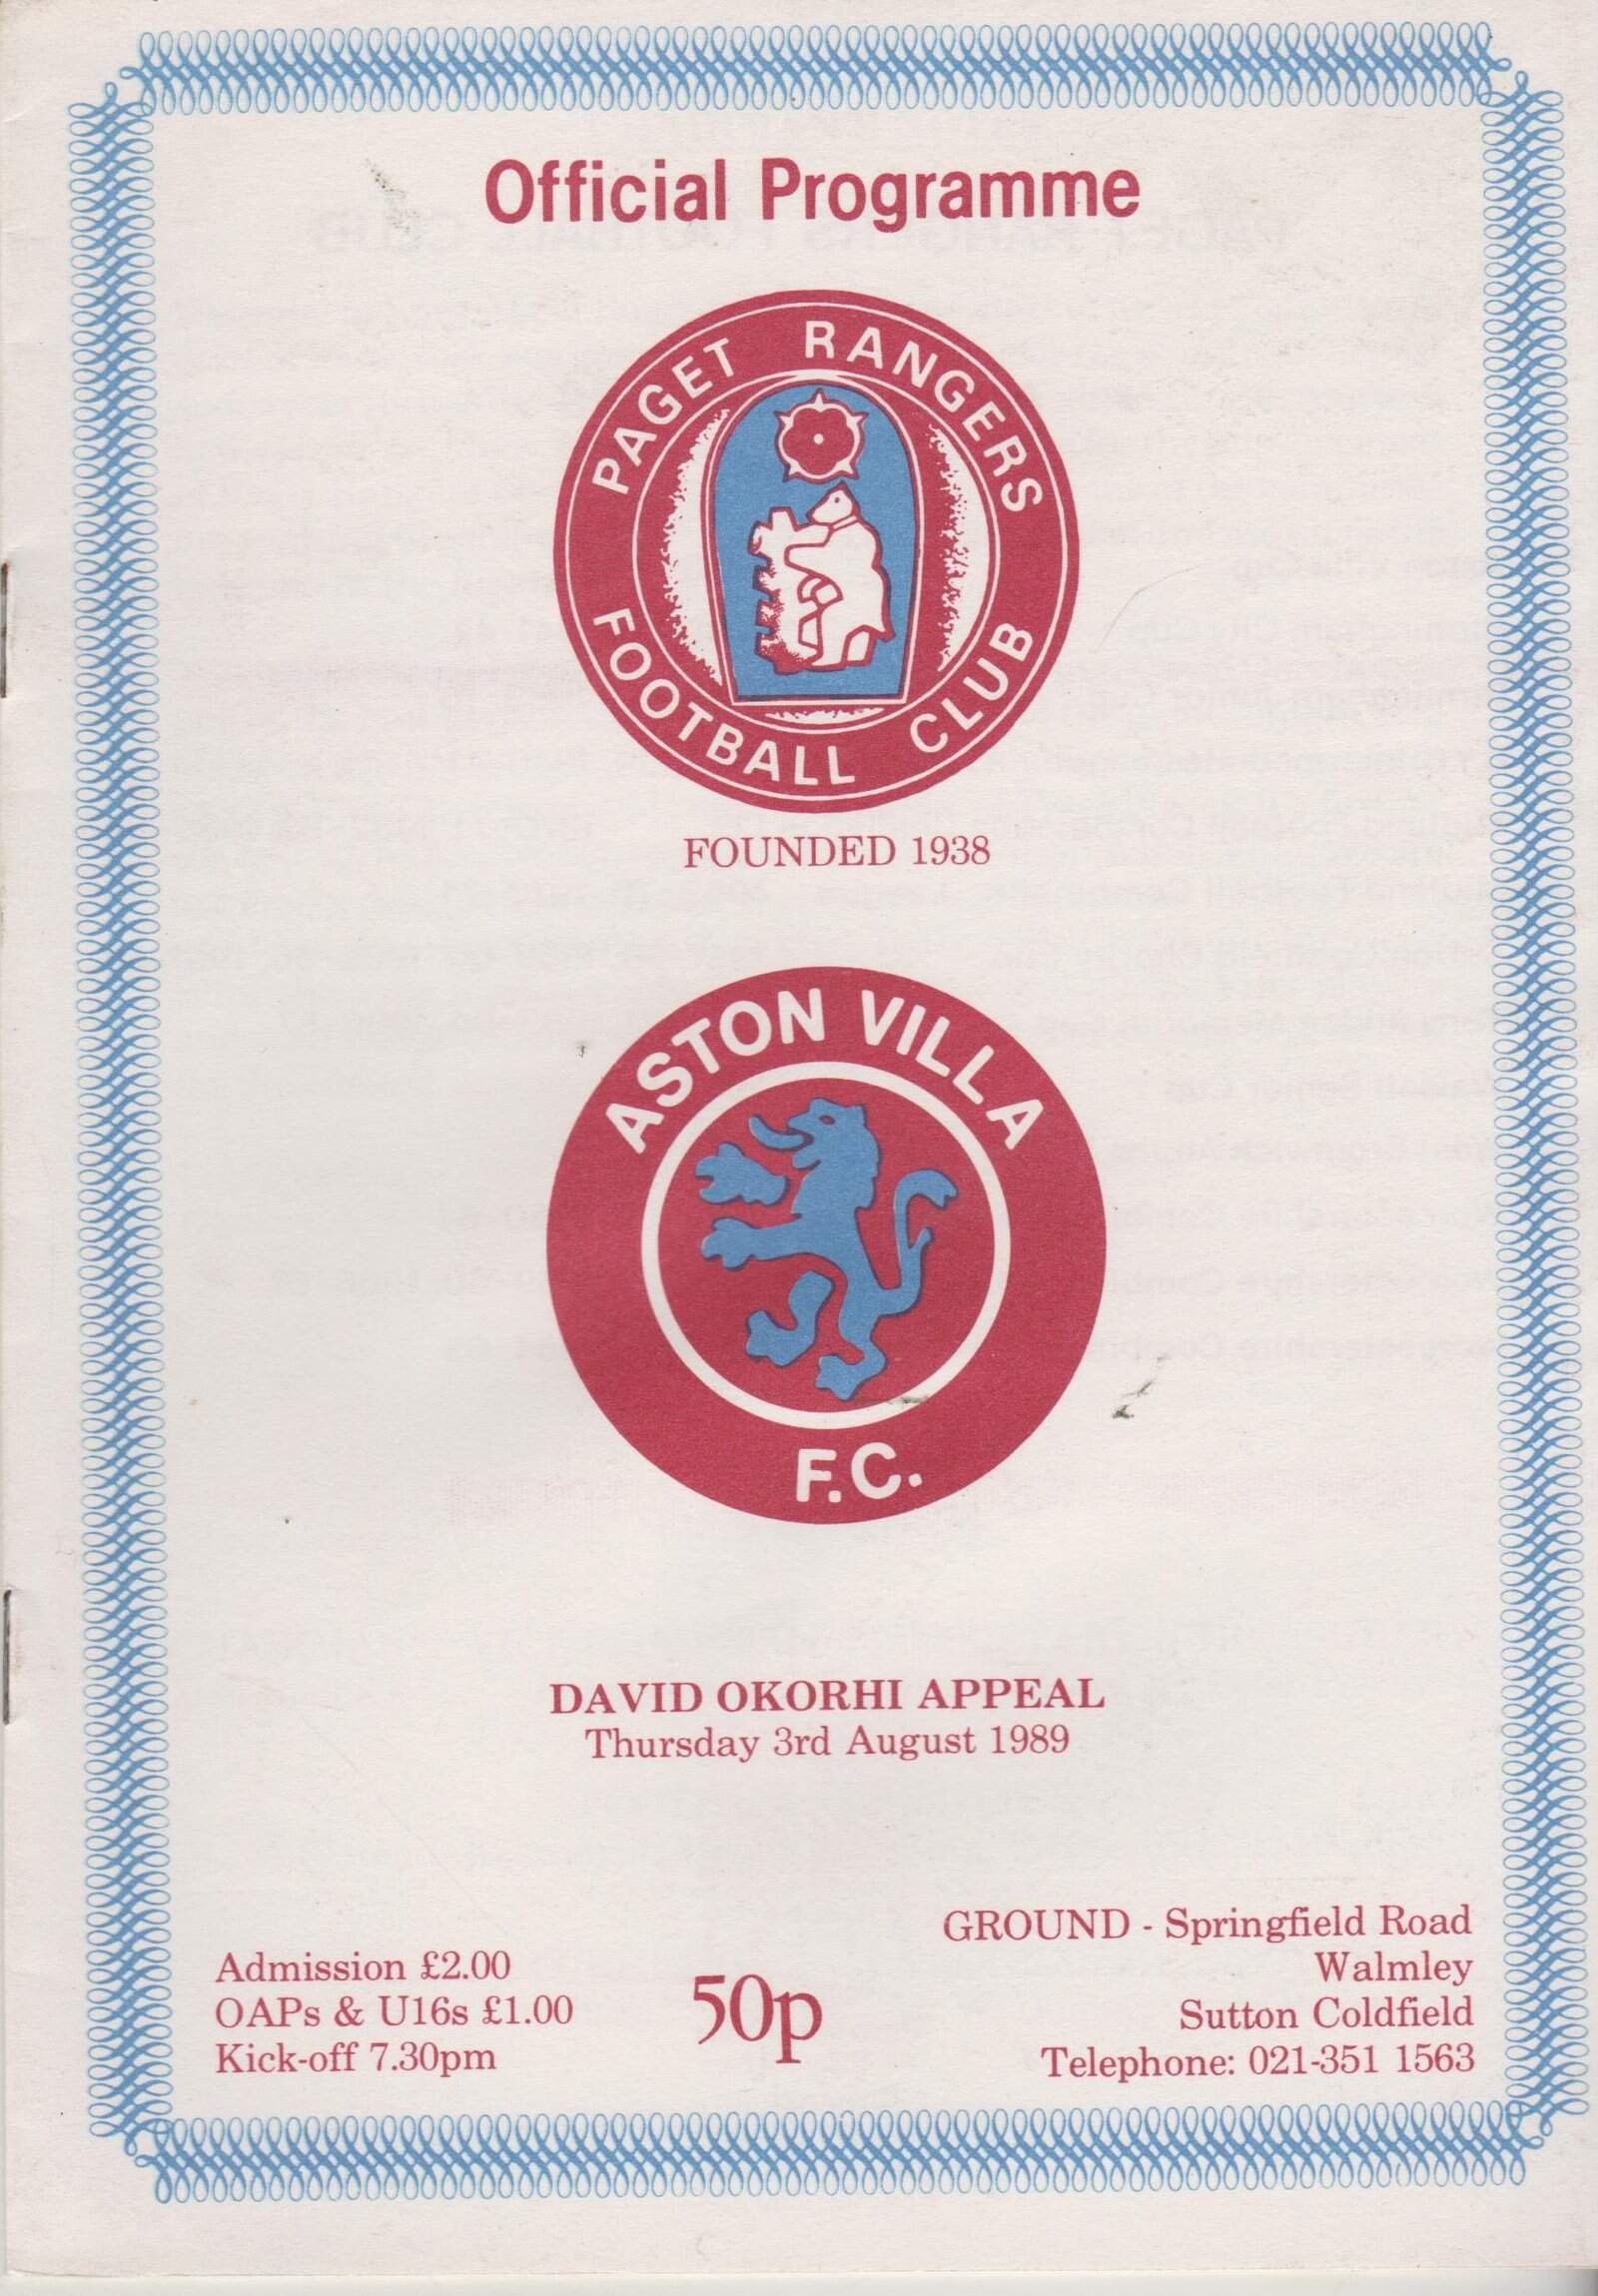 Official Programme
PAGET RANGERS
FOOTBALL CLUB
FOUNDED 1938
ASTON VILLA
F.C.
DAVID OKORHI APPEAL
Thursday 3rd August 1989
Admission £2.00
OAPs & U16s £1.00
Kick-off 7.30pm
50p
GROUND - Springfield Road
Walmley
Sutton Coldfield
Telephone: 021-351 1563